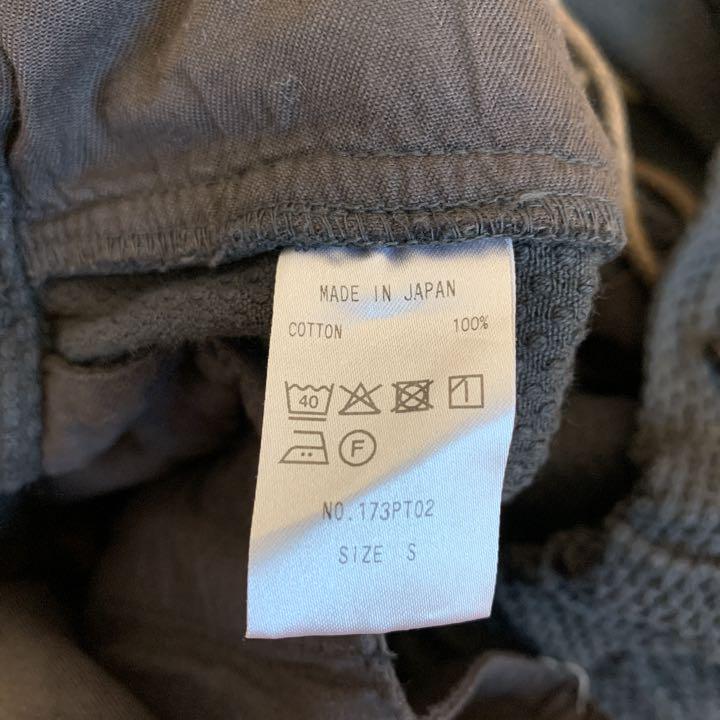 MADE IN JAPAN
COTTON 100%
40
F
NO.173PT02
SIZE S